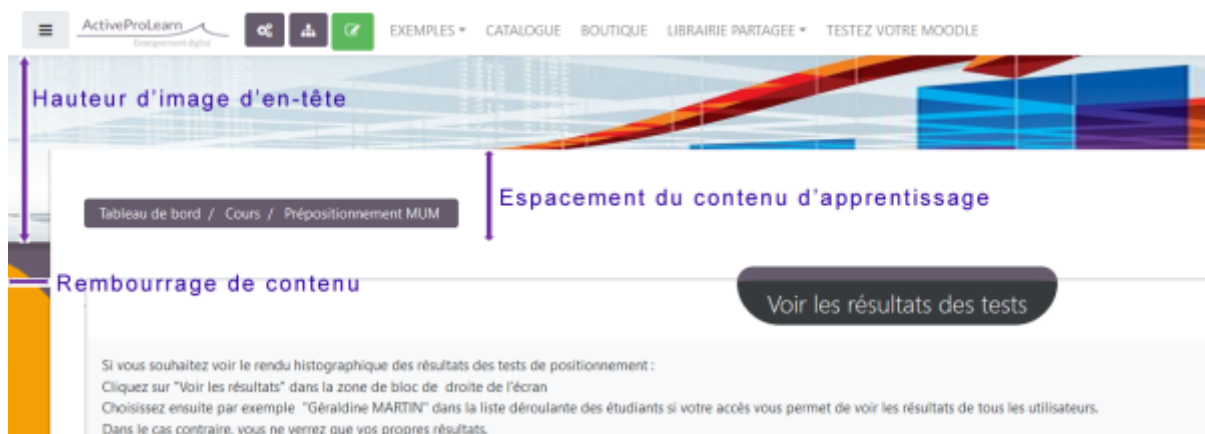 ActiveProLearn
Enseignement digital
EXEMPLES CATALOGUE BOUTIQUE LIBRAIRIE PARTAGEE TESTEZ VOTRE MOODLE
Hauteur d'image d'en-tête
Espacement du contenu d'apprentissage
Tableau de bord / Cours / Prépositionnement MUM
Rembourrage de contenu
Voir les résultats des tests
Si vous souhaitez voir le rendu histographique des résultats des tests de positionnement :
Cliquez sur "Voir les résultats" dans la zone de bloc de droite de l'écran
Choisissez ensuite par exemple "Géraldine MARTIN" dans la liste déroulante des étudiants si votre accès vous permet de voir les résultats de tous les utilisateurs.
Dans le cas contraire, vous ne verrez que vos propres résultats.